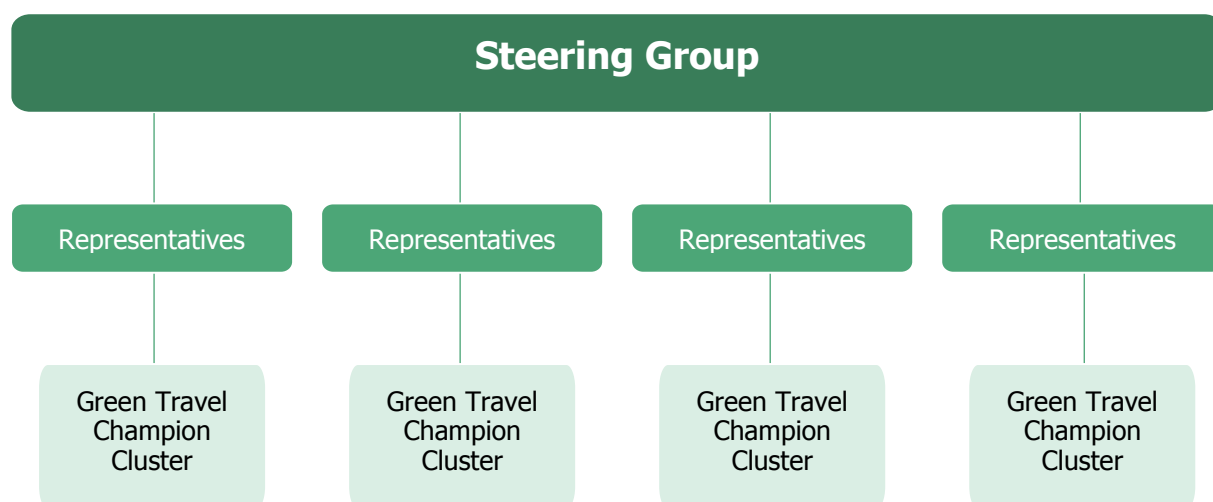 Steering Group
Representatives
Representatives
Representatives
Representatives
Green Travel
Champion
Cluster
Green Travel
Champion
Cluster
Green Travel
Champion
Cluster
Green Travel
Champion
Cluster